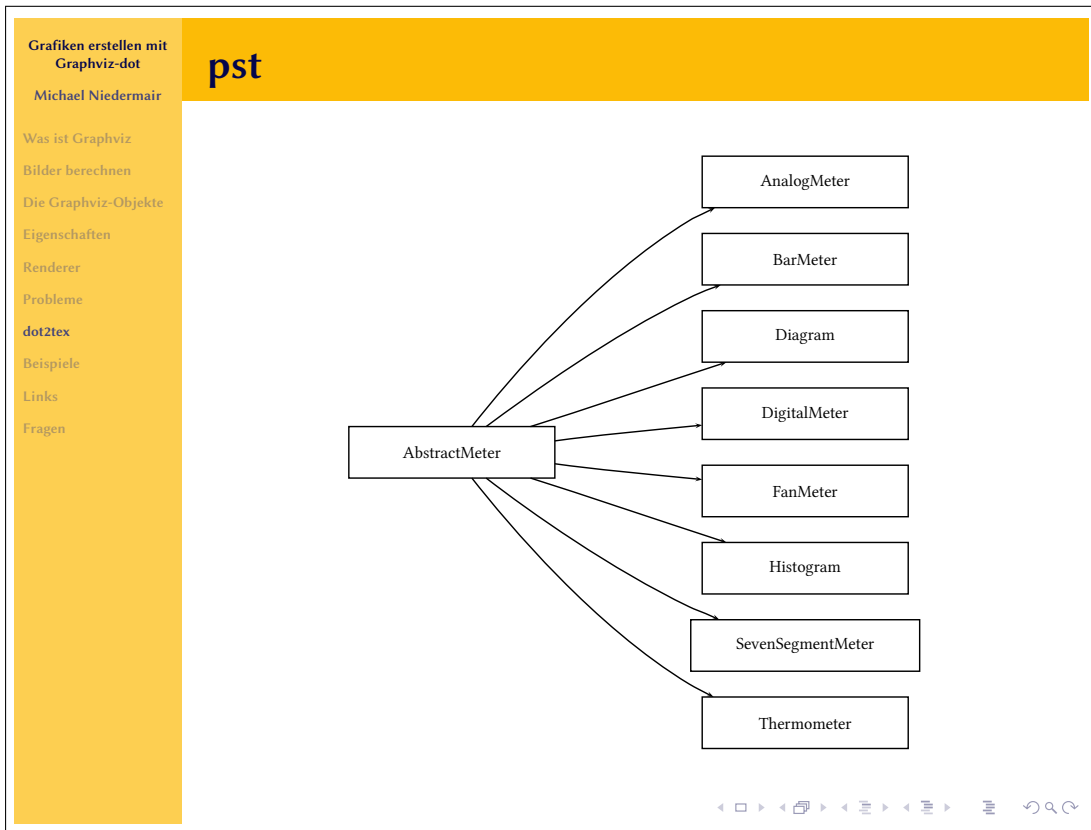 Grafiken erstellen mit
Graphviz-dot
Michael Niedermair
Was ist Graphviz
Bilder berechnen
Die Graphviz-Objekte
Eigenschaften
Renderer
Probleme
dot2tex
Beispiele
Links
Fragen
pst
AnalogMeter
BarMeter
Diagram
DigitalMeter
AbstractMeter
FanMeter
Histogram
SevenSegmentMeter
Thermometer